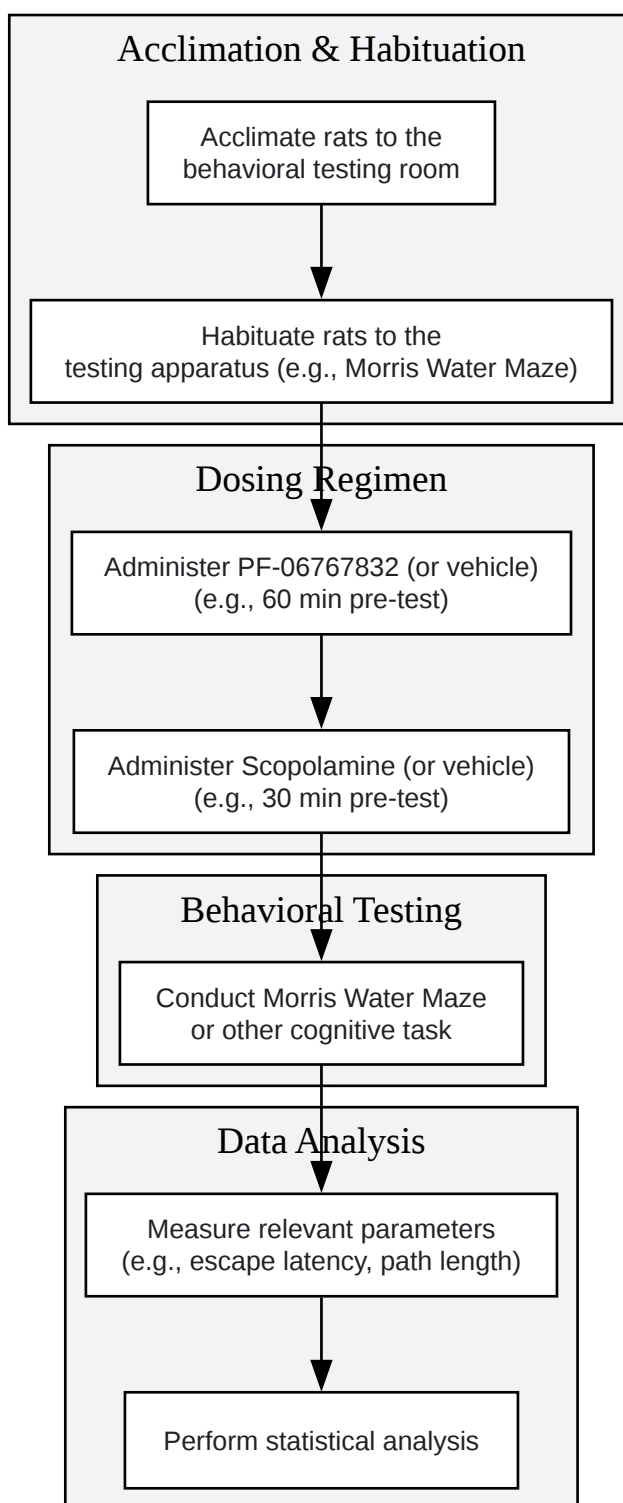 Acclimation & Habituation
Acclimate rats to the
behavioral testing room
Habituate rats to the
testing apparatus (e.g., Morris Water Maze)
Dosing Regimen
Administer PF-06767832 (or vehicle)
(e.g., 60 min pre-test)
Administer Scopolamine (or vehicle)
(e.g., 30 min pre-test)
Behavioral Testing
Conduct Morris Water Maze
or other cognitive task
Data Analysis
Measure relevant parameters
(e.g., escape latency, path length)
Perform statistical analysis